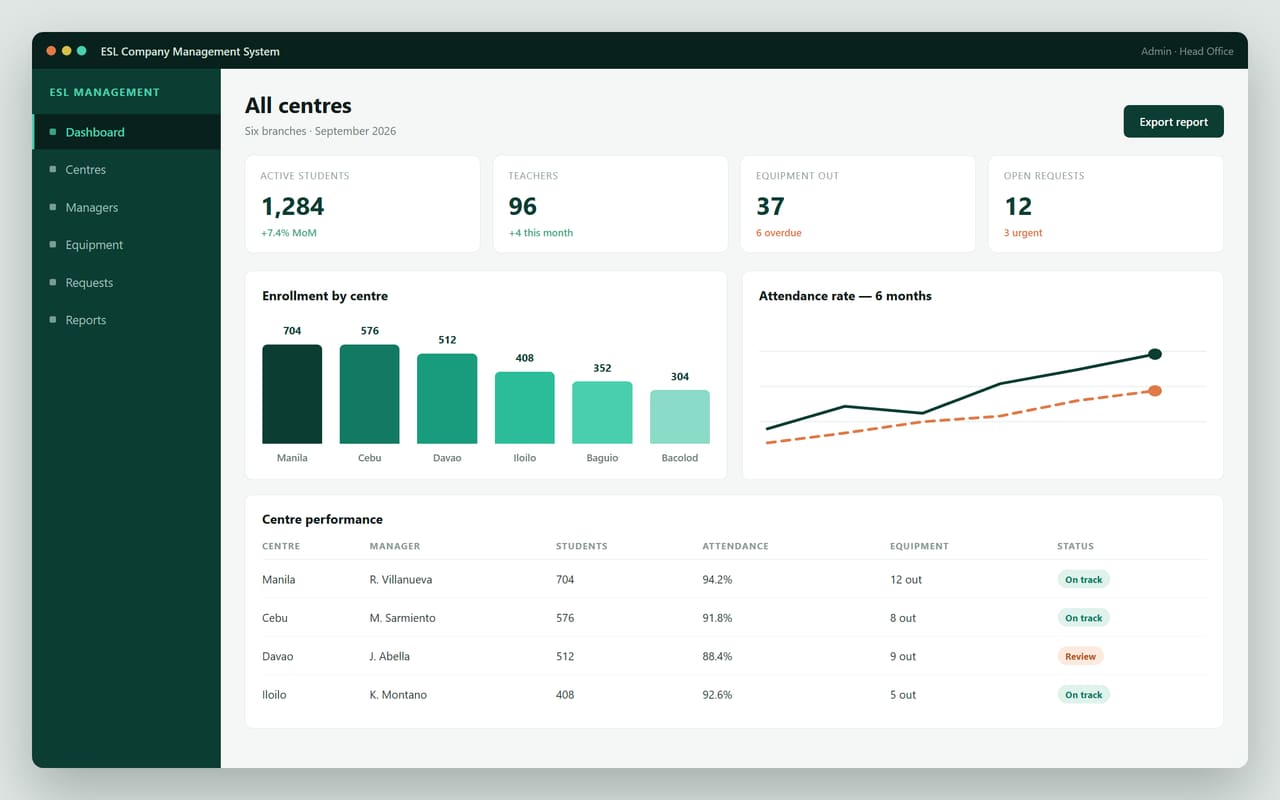 ESL Company Management System
Admin · Head Office
ESL MANAGEMENT
Dashboard
Centres
Managers
Equipment
Requests
Reports
All centres
Six branches · September 2026
Export report
ACTIVE STUDENTS
1,284
+7.4% MoM
TEACHERS
96
+4 this month
EQUIPMENT OUT
37
6 overdue
OPEN REQUESTS
12
3 urgent
Enrollment by centre
704 576 512 408 352 304
Manila Cebu Davao Iloilo Baguio Bacolod
Attendance rate — 6 months
Centre performance
CENTRE MANAGER STUDENTS ATTENDANCE EQUIPMENT STATUS
Manila R. Villanueva 704 94.2% 12 out On track
Cebu M. Sarmiento 576 91.8% 8 out On track
Davao J. Abella 512 88.4% 9 out Review
Iloilo K. Montano 408 92.6% 5 out On track